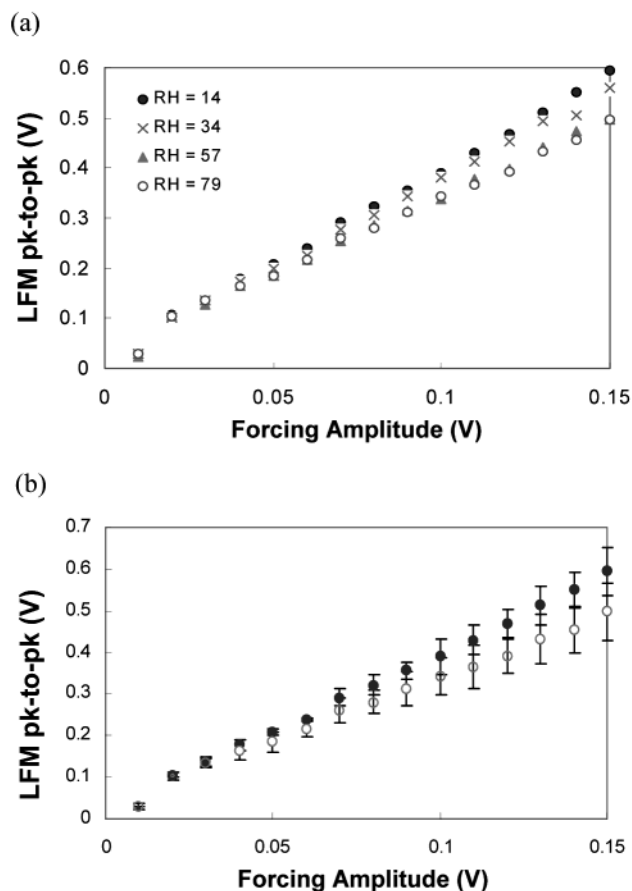 (a)
0.6
0.5
0.4
0.3
0.2
0.1
0
LFM pk-to-pk (V)
RH = 14
RH = 34
RH = 57
RH = 79
0
0.05
0.1
0.15
Forcing Amplitude (V)
(b)
0.7
0.6
0.5
0.4
0.3
0.2
0.1
0
LFM pk-to-pk (V)
0
0.05
0.1
0.15
Forcing Amplitude (V)